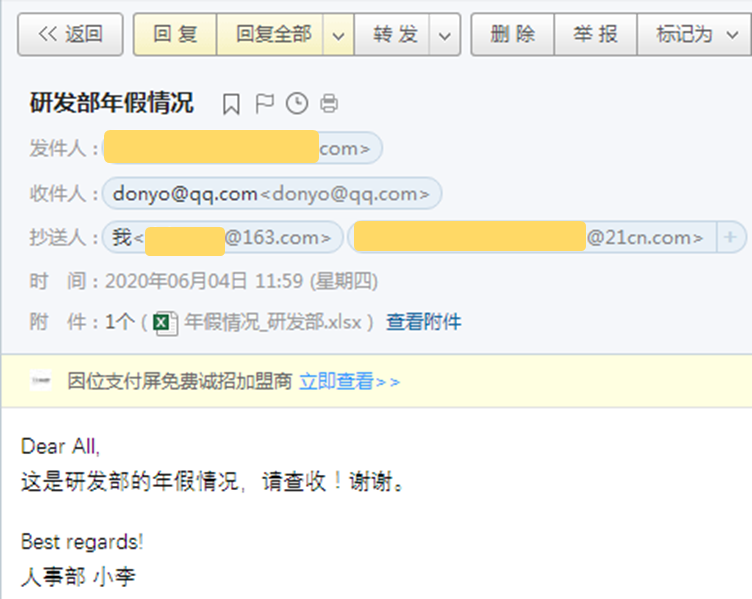 << 返回 回 复 回复全部 转 发 删 除 举 报 标记为
研发部年假情况
发件人 : com>
收件人 : donyo@qq.com<donyo@qq.com>
抄送人 : 我< @163.com> @21cn.com> +
时 间 : 2020年06月04日 11:59 (星期四)
附 件 : 1个 ( 年假情况_研发部.xlsx ) 查看附件
因位支付屏免费诚招加盟商 立即查看>>
Dear All,
这是研发部的年假情况，请查收！谢谢。
Best regards!
人事部 小李